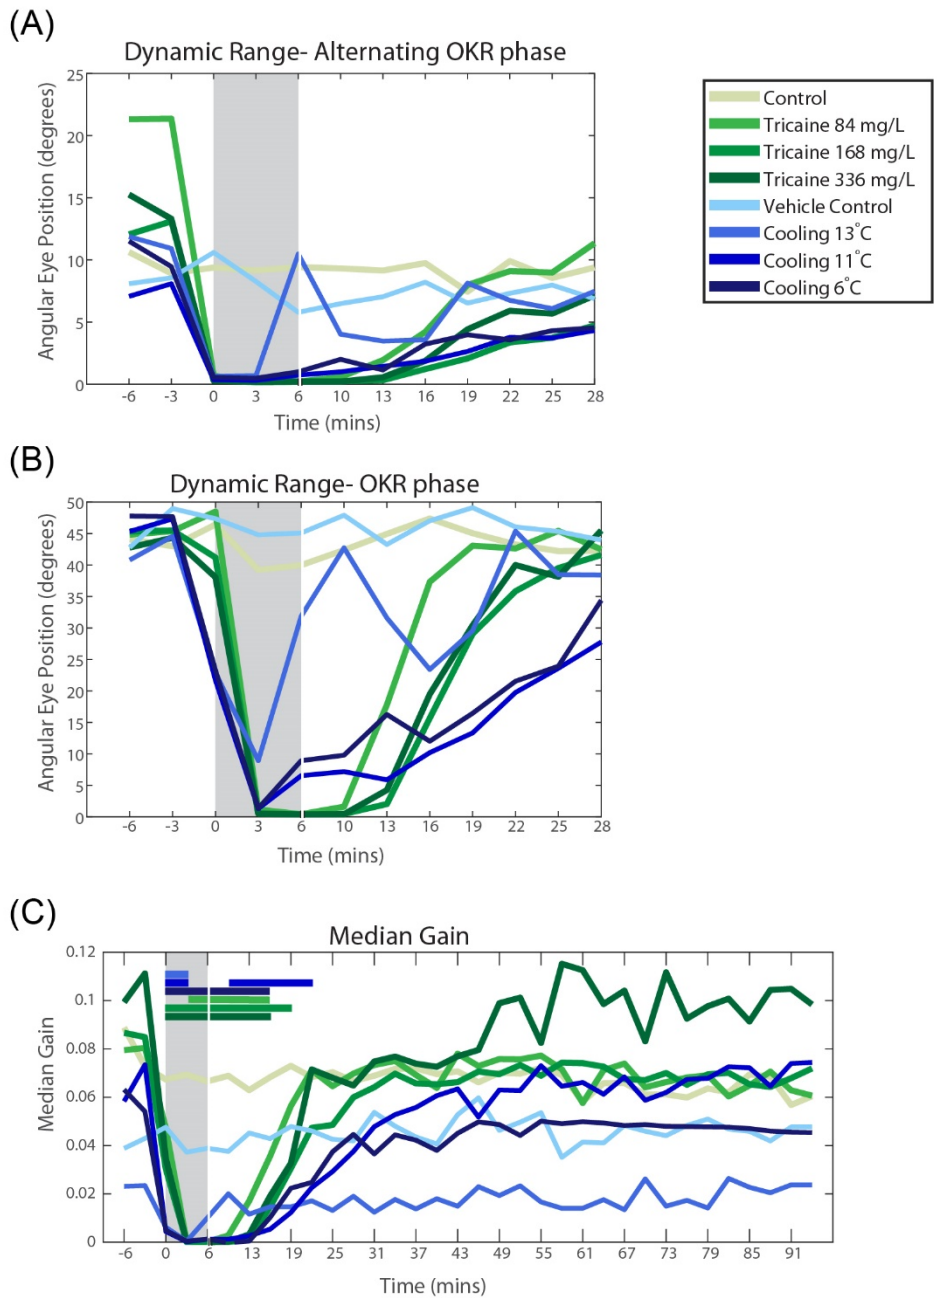 (A)
Dynamic Range- Alternating OKR phase
25
20
15
10
5
0
Angular Eye Position (degrees)
-6 -3 0 3 6 10 13 16 19 22 25 28
Time (mins)
Control
Tricaine 84 mg/L
Tricaine 168 mg/L
Tricaine 336 mg/L
Vehicle Control
Cooling 13°C
Cooling 11°C
Cooling 6°C
(B)
Dynamic Range- OKR phase
50
45
40
35
30
25
20
15
10
5
0
Angular Eye Position (degrees)
-6 -3 0 3 6 10 13 16 19 22 25 28
Time (mins)
(C)
Median Gain
0.12
0.1
0.08
0.06
0.04
0.02
0
Median Gain
-6 0 6 13 19 25 31 37 43 49 55 61 67 73 79 85 91
Time (mins)